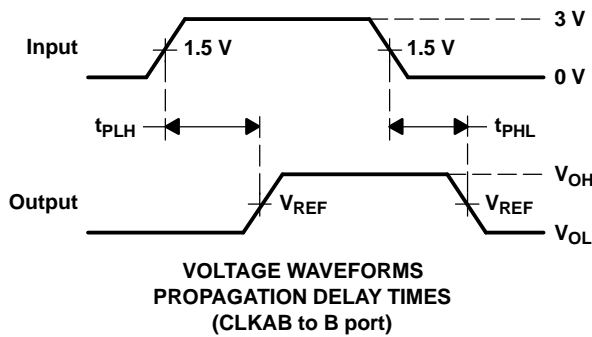 3 V
Input
1.5 V
1.5 V
0 V
tPLH
tPHL
VOH
Output
VREF
VREF
VOL
VOLTAGE WAVEFORMS
PROPAGATION DELAY TIMES
(CLKAB to B port)